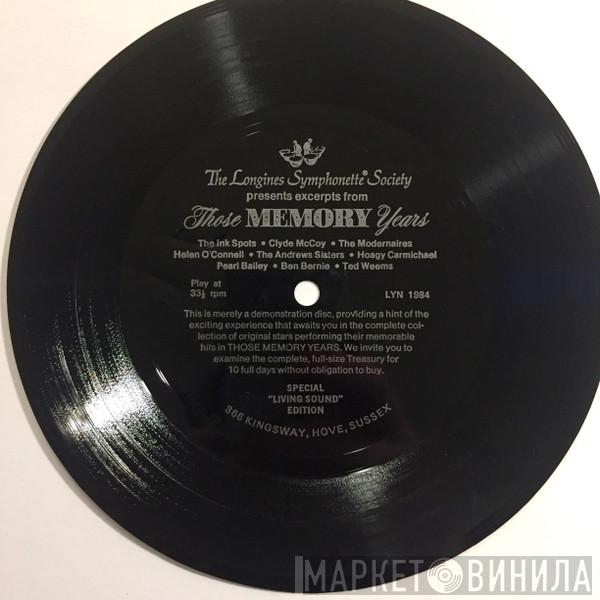 The Longines Symphonette® Society
presents excerpts from
Those MEMORY Years
The Ink Spots • Clyde McCoy • The Modernaires
Helen O'Connell • The Andrews Sisters • Hoagy Carmichael
Pearl Bailey • Ben Bernie • Ted Weems
Play at
33⅓ rpm
LYN 1984
This is merely a demonstration disc, providing a hint of the
exciting experience that awaits you in the complete col-
lection of original stars performing their memorable
hits in THOSE MEMORY YEARS. We invite you to
examine the complete, full-size Treasury for
10 full days without obligation to buy.
SPECIAL
"LIVING SOUND"
EDITION
366 KINGSWAY, HOVE, SUSSEX
МАРКЕТ ВИНИЛА